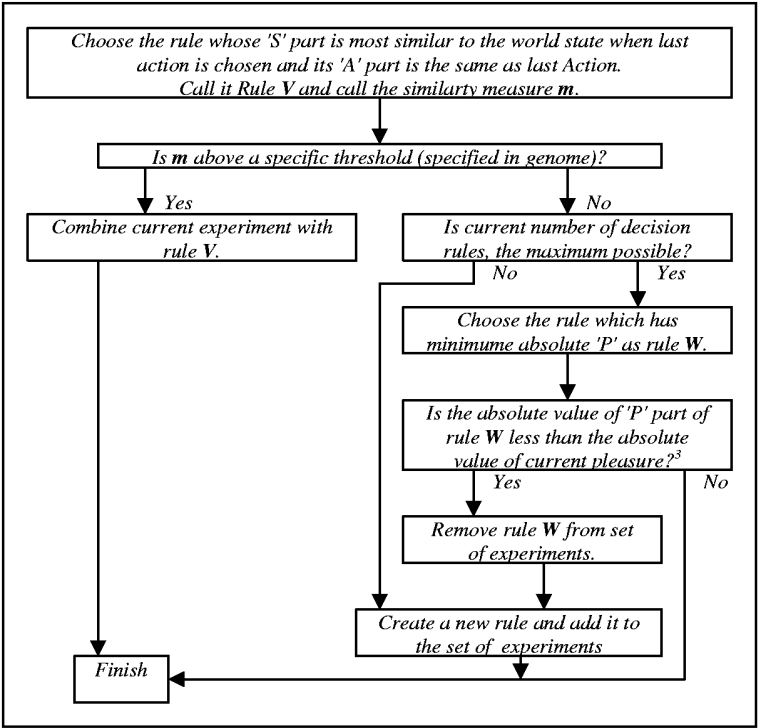 Choose the rule whose 'S' part is most similar to the world state when last
action is chosen and its 'A' part is the same as last Action.
Call it Rule V and call the similarty measure m.
Is m above a specific threshold (specified in genome)?
Yes
No
Combine current experiment with
rule V.
Is current number of decision
rules, the maximum possible?
No
Yes
Choose the rule which has
minimume absolute 'P' as rule W.
Is the absolute value of 'P' part of
rule W less than the absolute
value of current pleasure?3
Yes
No
Remove rule W from set
of experiments.
Create a new rule and add it to
the set of experiments
Finish